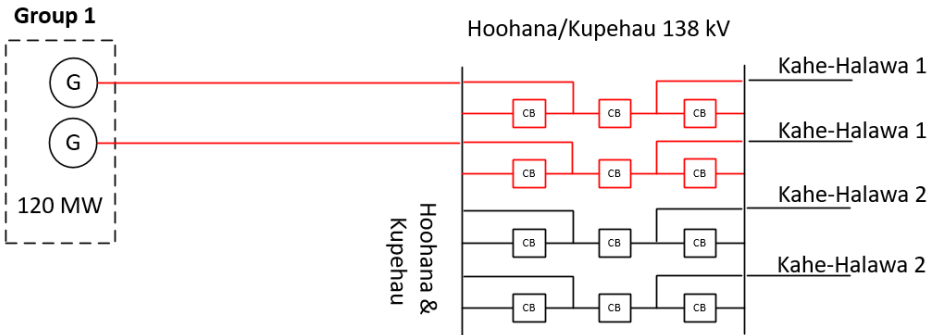 Group 1
Hoohana/Kupehau 138 kV
G
Kahe-Halawa 1
CB CB CB
G
Kahe-Halawa 1
CB CB CB
120 MW
Kahe-Halawa 2
Hoohana &
Kupehau
CB CB CB
Kahe-Halawa 2
CB CB CB